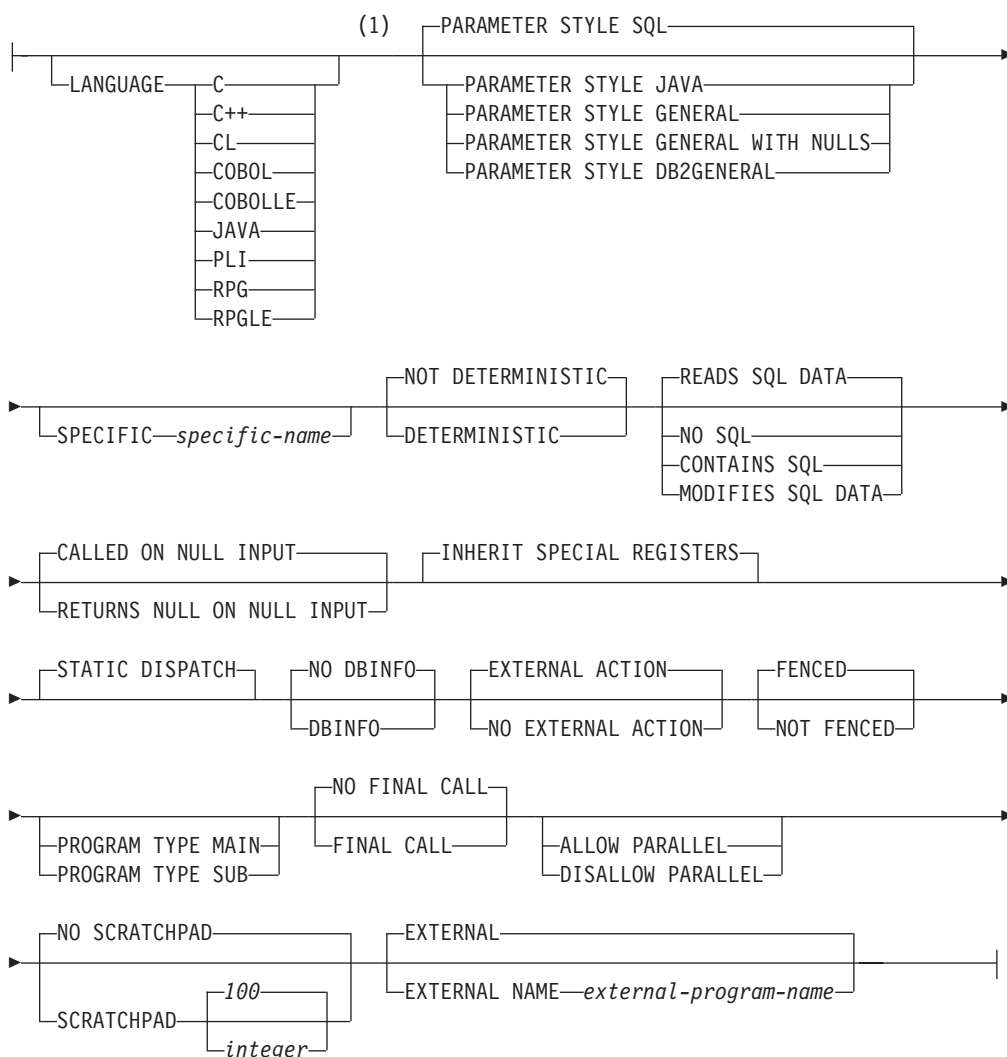 (1) PARAMETER STYLE SQL
LANGUAGE C PARAMETER STYLE JAVA
C++ PARAMETER STYLE GENERAL
CL PARAMETER STYLE GENERAL WITH NULLS
COBOL PARAMETER STYLE DB2GENERAL
COBOLLE
JAVA
PLI
RPG
RPGLE
NOT DETERMINISTIC READS SQL DATA
SPECIFIC specific-name DETERMINISTIC NO SQL
CONTAINS SQL
MODIFIES SQL DATA
CALLED ON NULL INPUT INHERIT SPECIAL REGISTERS
RETURNS NULL ON NULL INPUT
STATIC DISPATCH NO DBINFO EXTERNAL ACTION FENCED
DBINFO NO EXTERNAL ACTION NOT FENCED
NO FINAL CALL
PROGRAM TYPE MAIN FINAL CALL ALLOW PARALLEL
PROGRAM TYPE SUB DISALLOW PARALLEL
NO SCRATCHPAD EXTERNAL
100
SCRATCHPAD EXTERNAL NAME external-program-name
integer